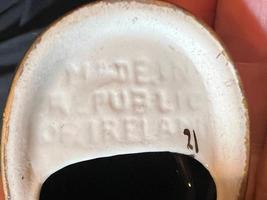 MADE IN
REPUBLIC
OF IRELAND
21